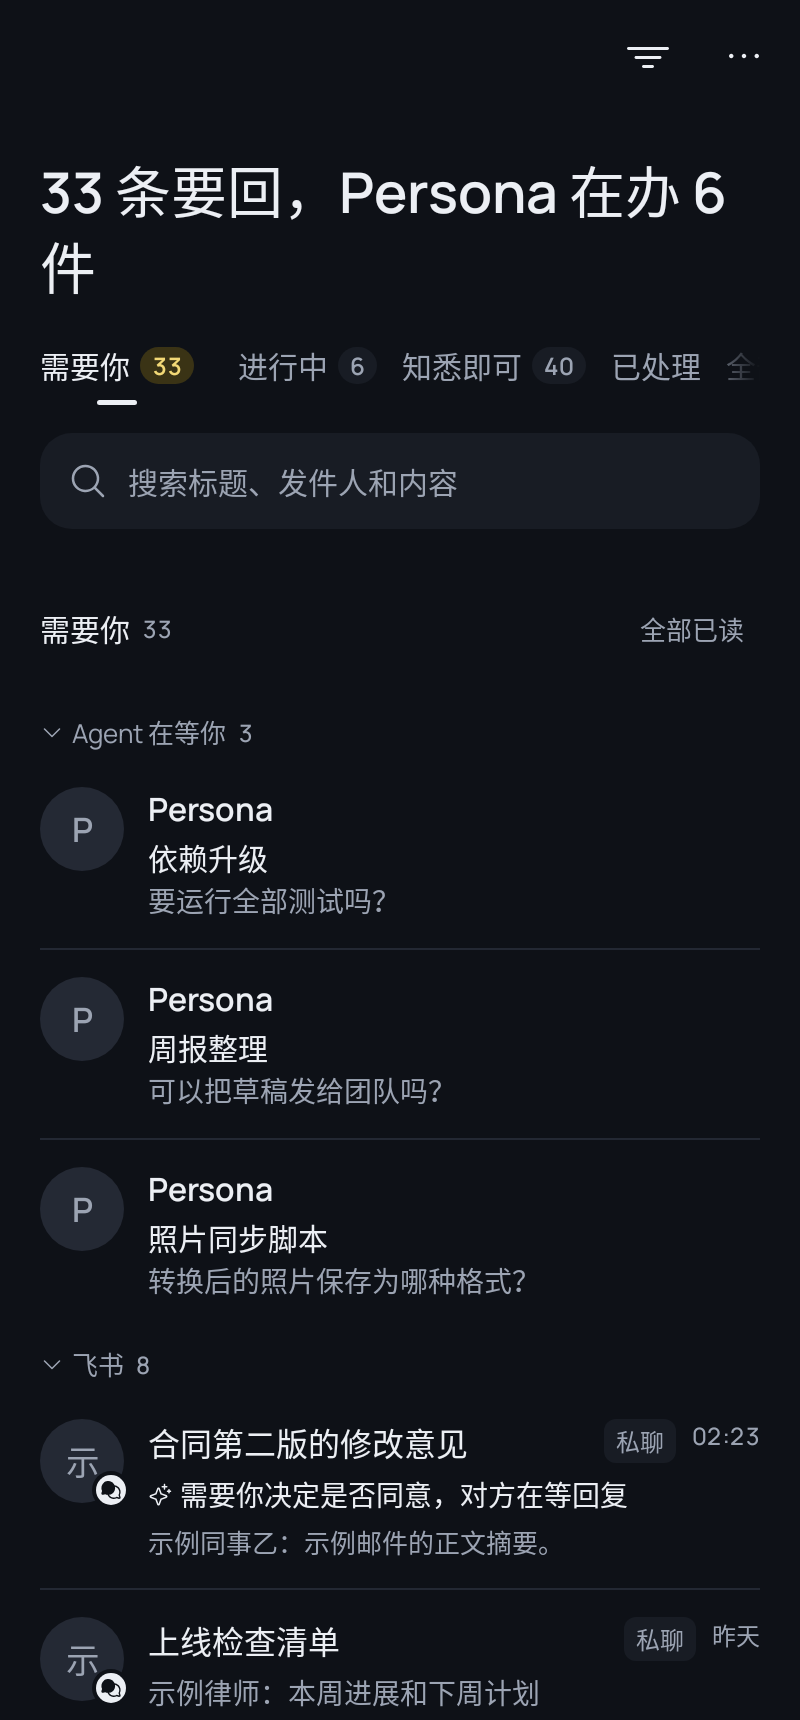 33 条要回，Persona 在办 6
件
需要你 33 进行中 6 知悉即可 40 已处理 全
搜索标题、发件人和内容
需要你 33 全部已读
Agent 在等你 3
P
Persona
依赖升级
要运行全部测试吗？
P
Persona
周报整理
可以把草稿发给团队吗？
P
Persona
照片同步脚本
转换后的照片保存为哪种格式？
飞书 8
示
合同第二版的修改意见 私聊 02:23
需要你决定是否同意，对方在等回复
示例同事乙：示例邮件的正文摘要。
示
上线检查清单 私聊 昨天
示例律师：本周进展和下周计划